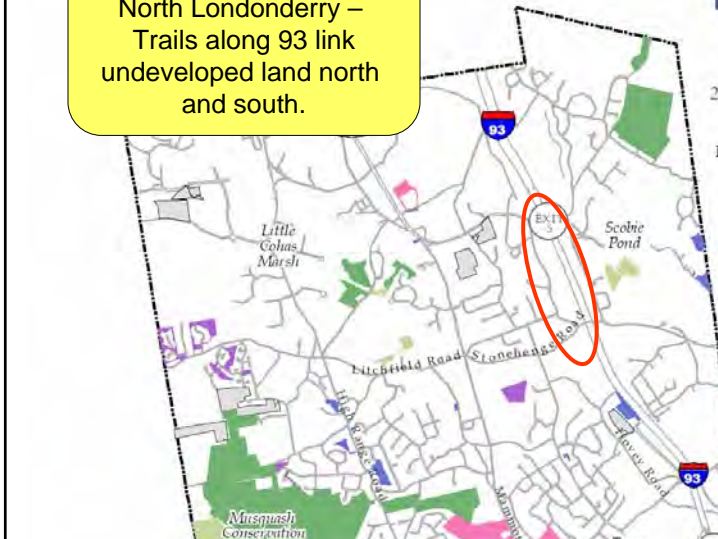 North Londonderry –
Trails along 93 link
undeveloped land north
and south.
93
EXIT
5
Little
Cohas
Marsh
Scobie
Pond
Litchfield Road
Stonehenge Road
High Range Road
Hovey Road
93
Musquash
Conservation